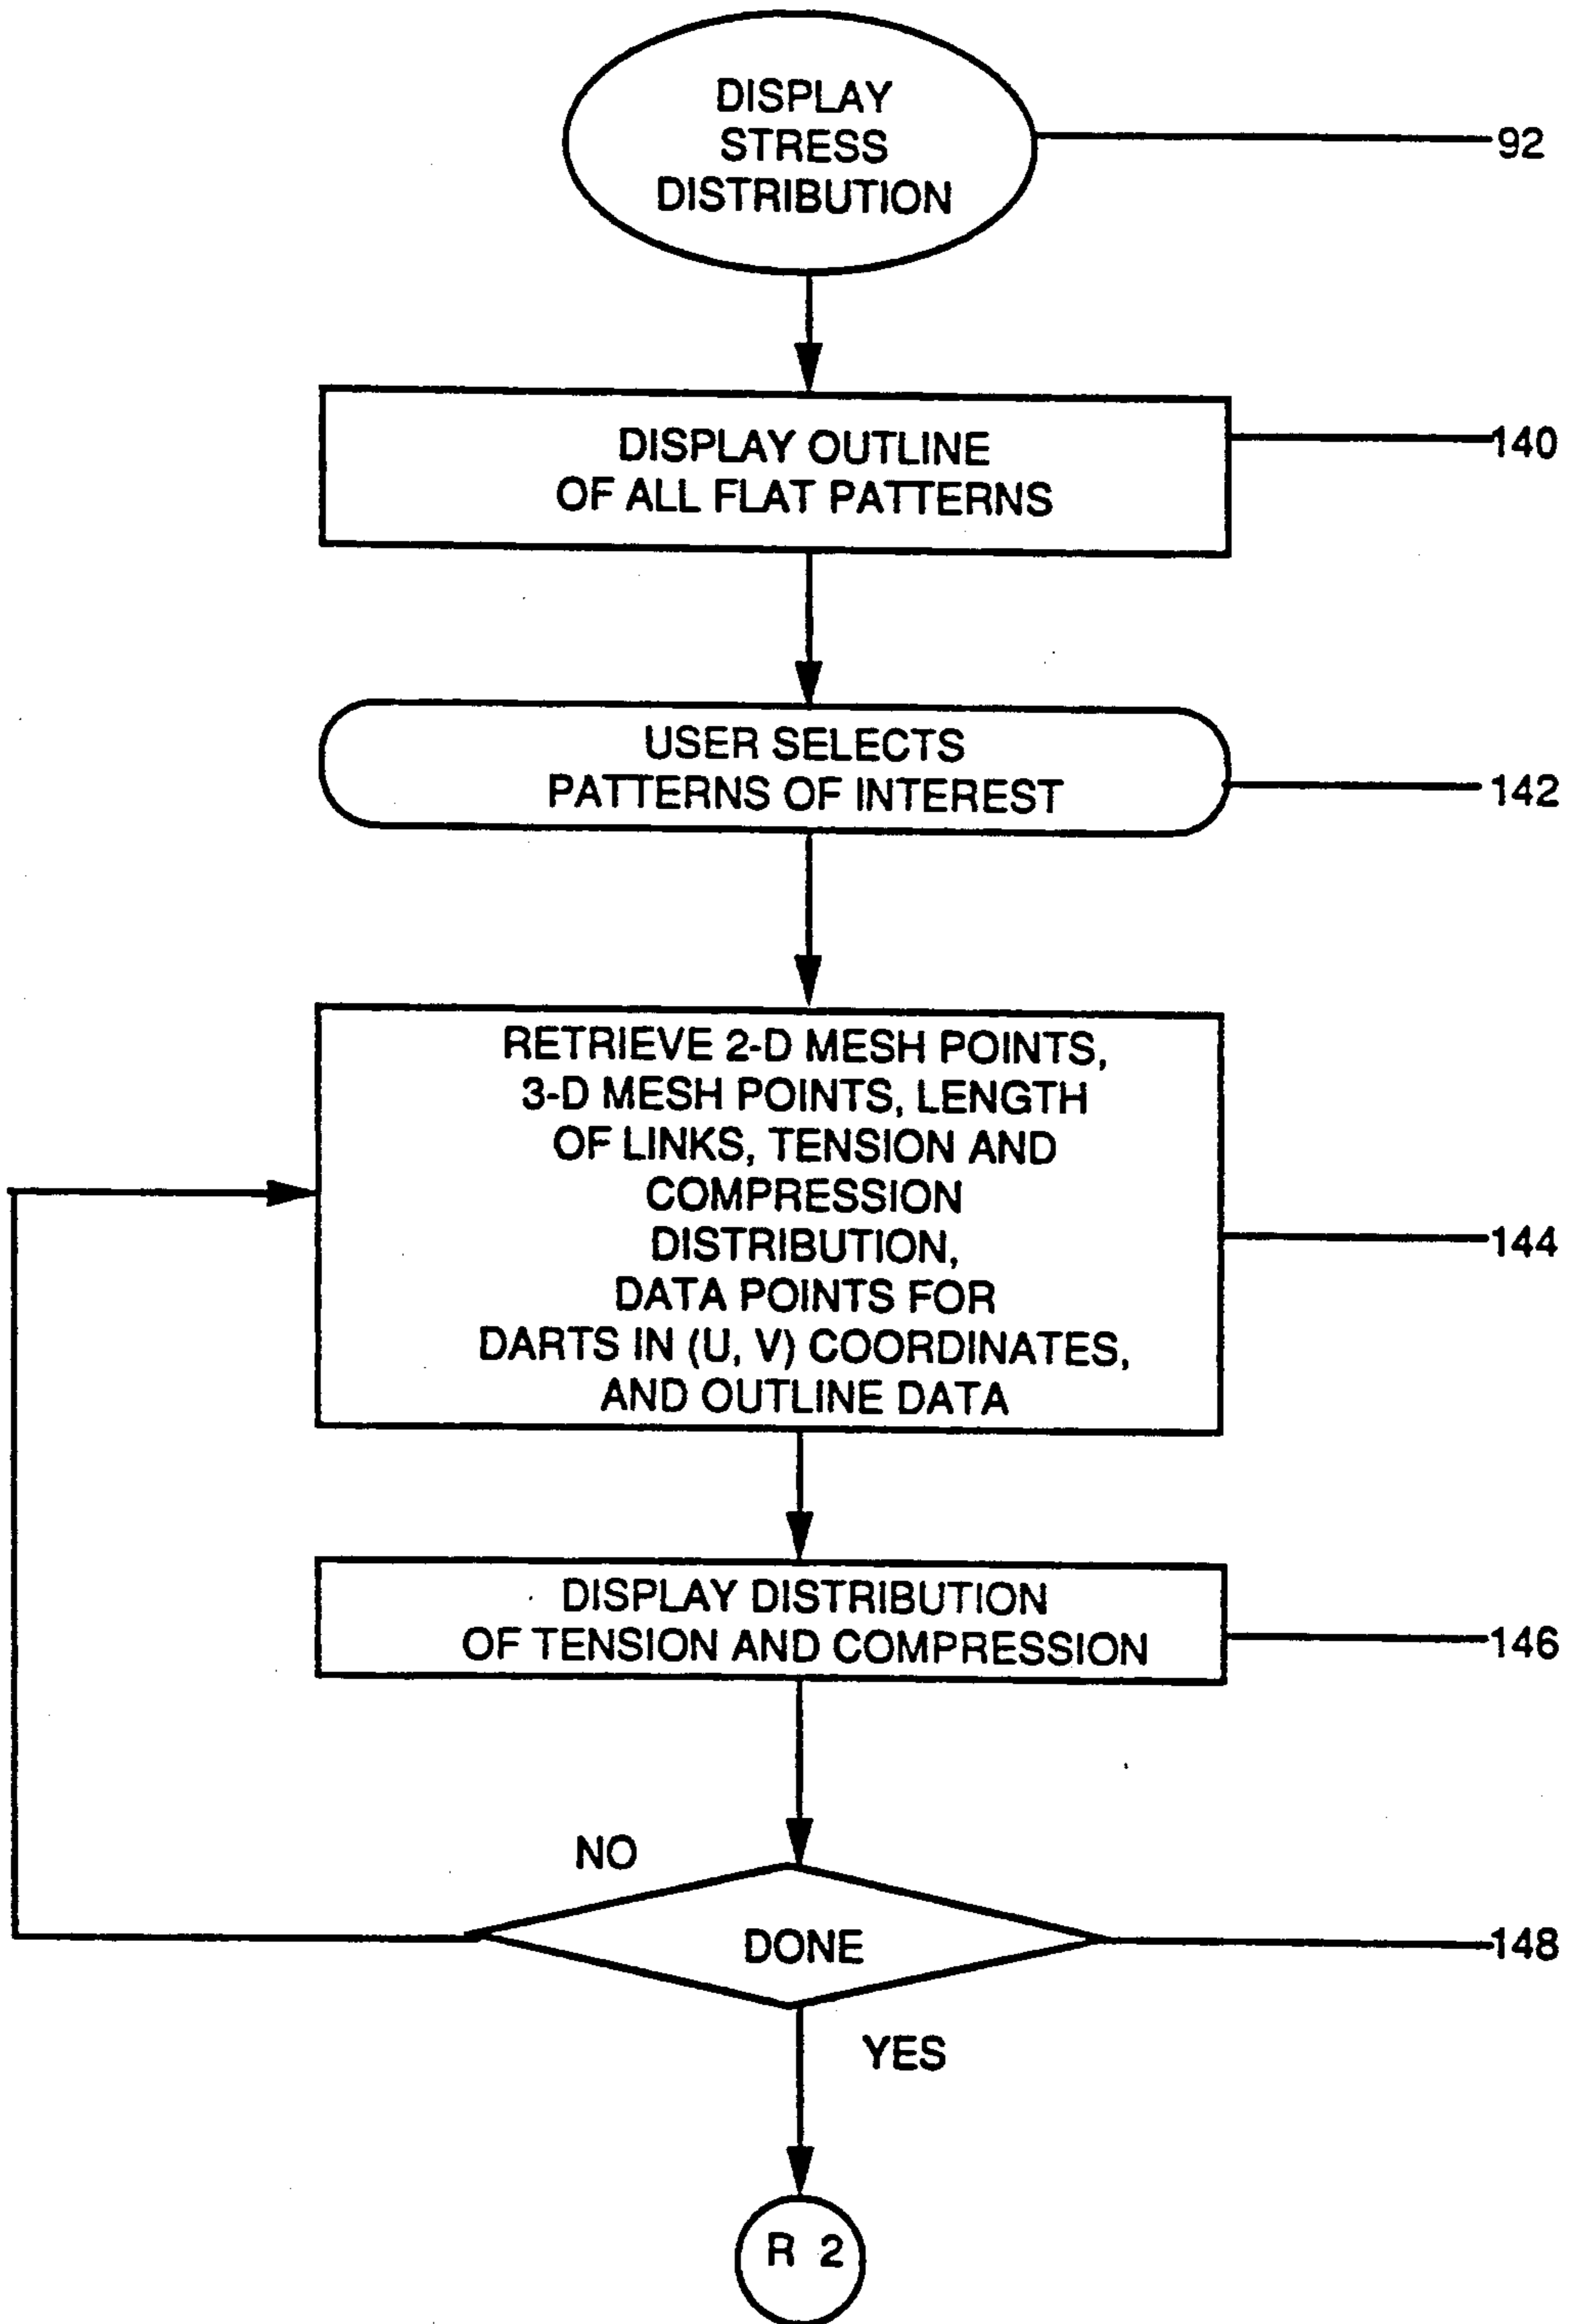 DISPLAY
STRESS
DISTRIBUTION
92
DISPLAY OUTLINE
OF ALL FLAT PATTERNS
140
USER SELECTS
PATTERNS OF INTEREST
142
RETRIEVE 2-D MESH POINTS,
3-D MESH POINTS, LENGTH
OF LINKS, TENSION AND
COMPRESSION
DISTRIBUTION,
DATA POINTS FOR
DARTS IN (U, V) COORDINATES,
AND OUTLINE DATA
144
DISPLAY DISTRIBUTION
OF TENSION AND COMPRESSION
146
NO
DONE
148
YES
R 2